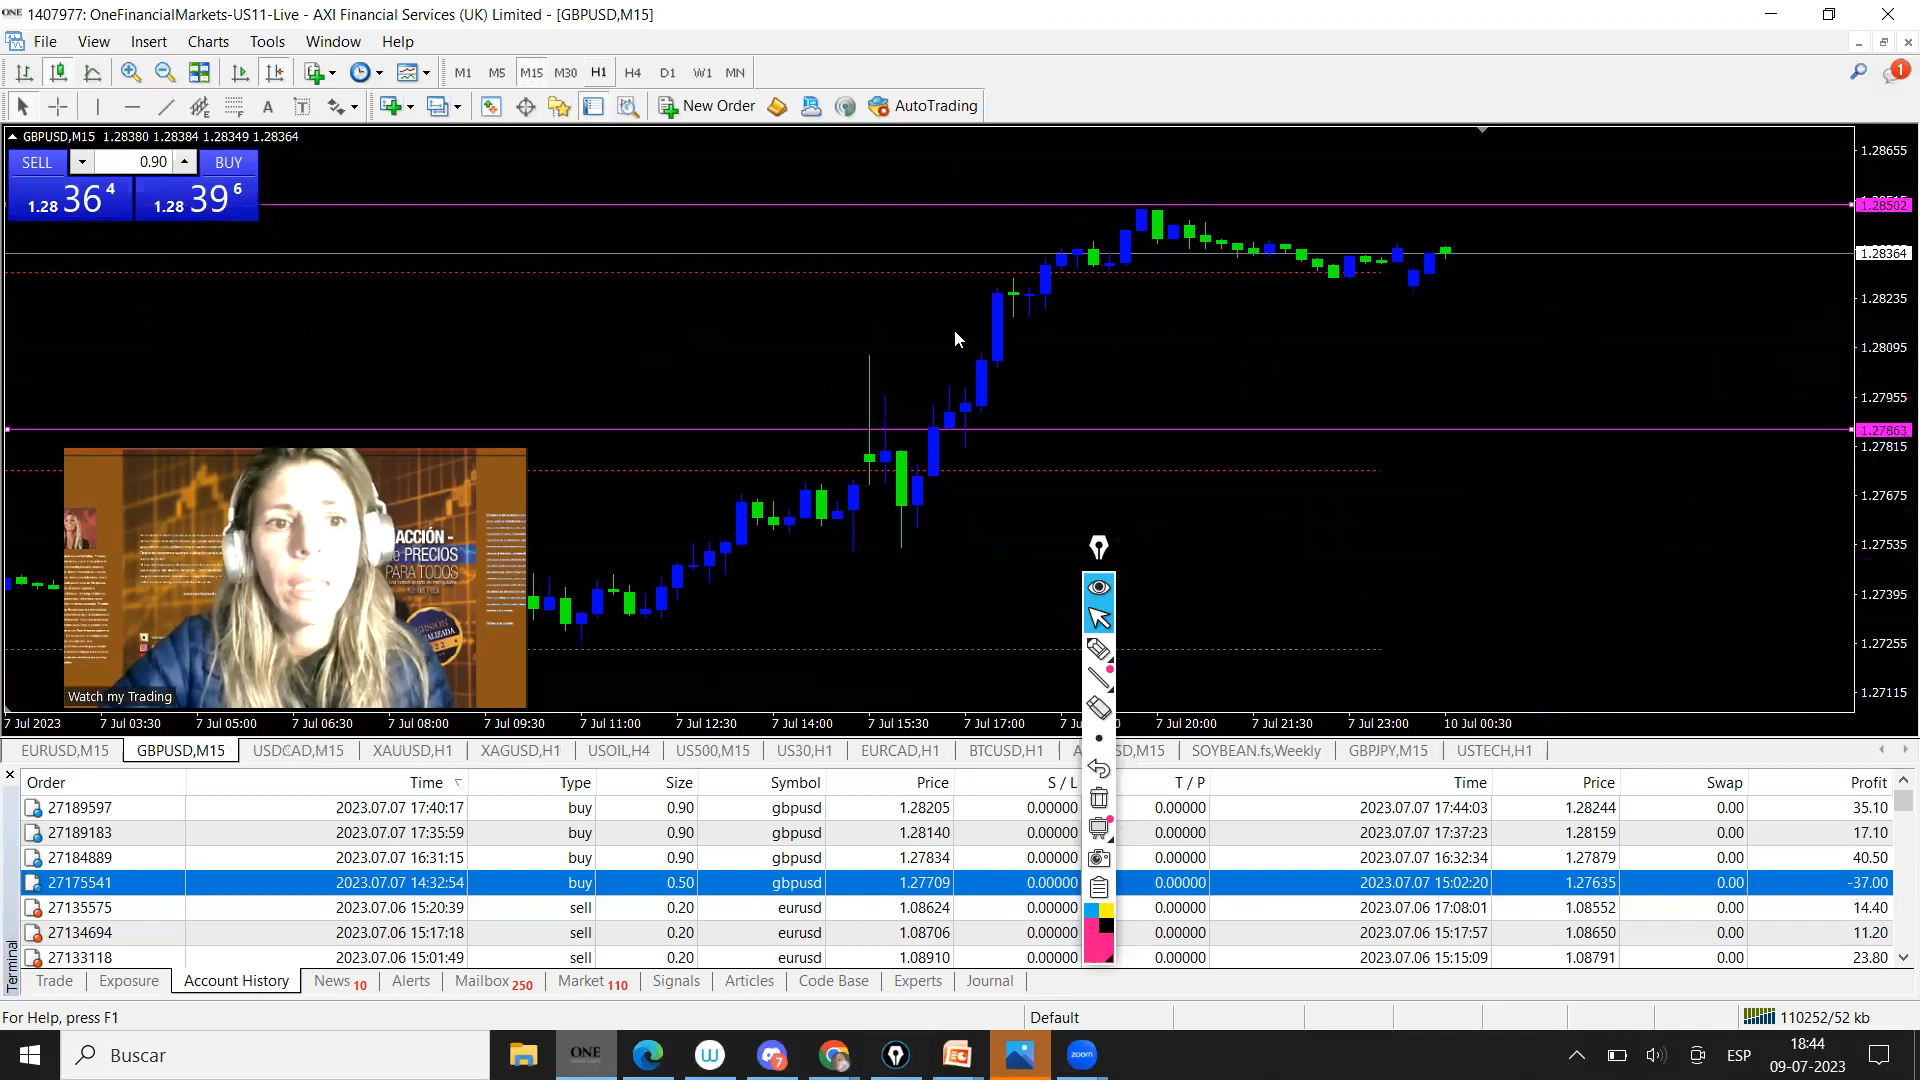 ONE 1407977: OneFinancialMarkets-US11-Live - AXI Financial Services (UK) Limited - [GBPUSD,M15]
File View Insert Charts Tools Window Help
M1 M5 M15 M30 H1 H4 D1 W1 MN 1
A T New Order AutoTrading
GBPUSD,M15 1.28380 1.28384 1.28349 1.28364
SELL 0.90 BUY
1.28 36 4 1.28 39 6
1.28655
1.28502
1.28364
1.28235
1.28095
1.27955
1.27863
1.27815
1.27675
1.27535
1.27395
1.27255
1.27115
ACCIÓN -
PRECIOS
PARA TODOS
Watch my Trading
7 Jul 2023 7 Jul 03:30 7 Jul 05:00 7 Jul 06:30 7 Jul 08:00 7 Jul 09:30 7 Jul 11:00 7 Jul 12:30 7 Jul 14:00 7 Jul 15:30 7 Jul 17:00 7 Jul 20:00 7 Jul 21:30 7 Jul 23:00 10 Jul 00:30
EURUSD,M15 GBPUSD,M15 USDCAD,M15 XAUUSD,H1 XAGUSD,H1 USOIL,H4 US500,M15 US30,H1 EURCAD,H1 BTCUSD,H1 SD,M15 SOYBEAN.fs,Weekly GBPJPY,M15 USTECH,H1
Order Time Type Size Symbol Price S / L T / P Time Price Swap Profit
27189597 2023.07.07 17:40:17 buy 0.90 gbpusd 1.28205 0.00000 0.00000 2023.07.07 17:44:03 1.28244 0.00 35.10
27189183 2023.07.07 17:35:59 buy 0.90 gbpusd 1.28140 0.00000 0.00000 2023.07.07 17:37:23 1.28159 0.00 17.10
27184889 2023.07.07 16:31:15 buy 0.90 gbpusd 1.27834 0.00000 0.00000 2023.07.07 16:32:34 1.27879 0.00 40.50
27175541 2023.07.07 14:32:54 buy 0.50 gbpusd 1.27709 0.00000 0.00000 2023.07.07 15:02:20 1.27635 0.00 -37.00
27135575 2023.07.06 15:20:39 sell 0.20 eurusd 1.08624 0.00000 0.00000 2023.07.06 17:08:01 1.08552 0.00 14.40
27134694 2023.07.06 15:17:18 sell 0.20 eurusd 1.08706 0.00000 0.00000 2023.07.06 15:17:57 1.08650 0.00 11.20
27133118 2023.07.06 15:01:49 sell 0.20 eurusd 1.08910 0.00000 0.00000 2023.07.06 15:15:09 1.08791 0.00 23.80
Terminal
Trade Exposure Account History News 10 Alerts Mailbox 250 Market 110 Signals Articles Code Base Experts Journal
For Help, press F1 Default 110252/52 kb
Buscar ONE W 7 zoom ESP 18:44
09-07-2023